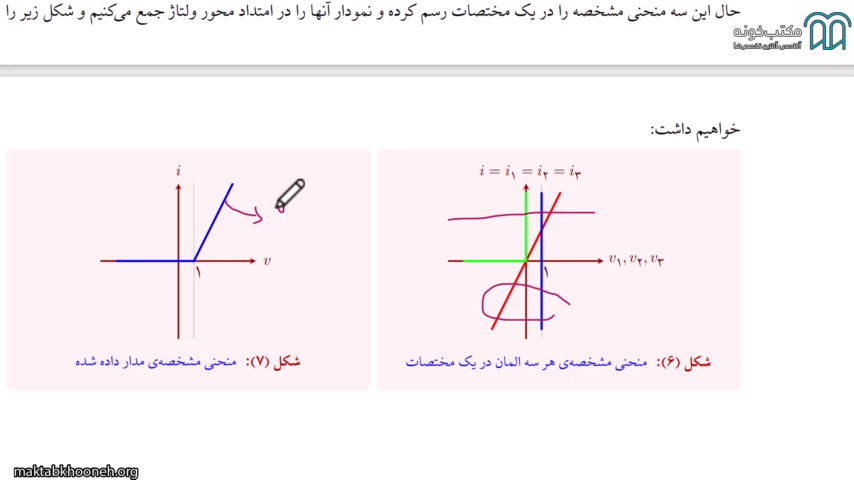 حال این سه منحنی مشخصه را در یک مختصات رسم کرده و نمودار آنها را در امتداد محور ولتاژ جمع می‌کنیم و شکل زیر را
مکتب‌خونه
خواهیم داشت:
i = i۱ = i۲ = i۳
v۱, v۲, v۳
۱
شکل (۶): منحنی مشخصه‌ی هر سه المان در یک مختصات
i
v
۱
شکل (۷): منحنی مشخصه‌ی مدار داده شده
maktabkhooneh.org